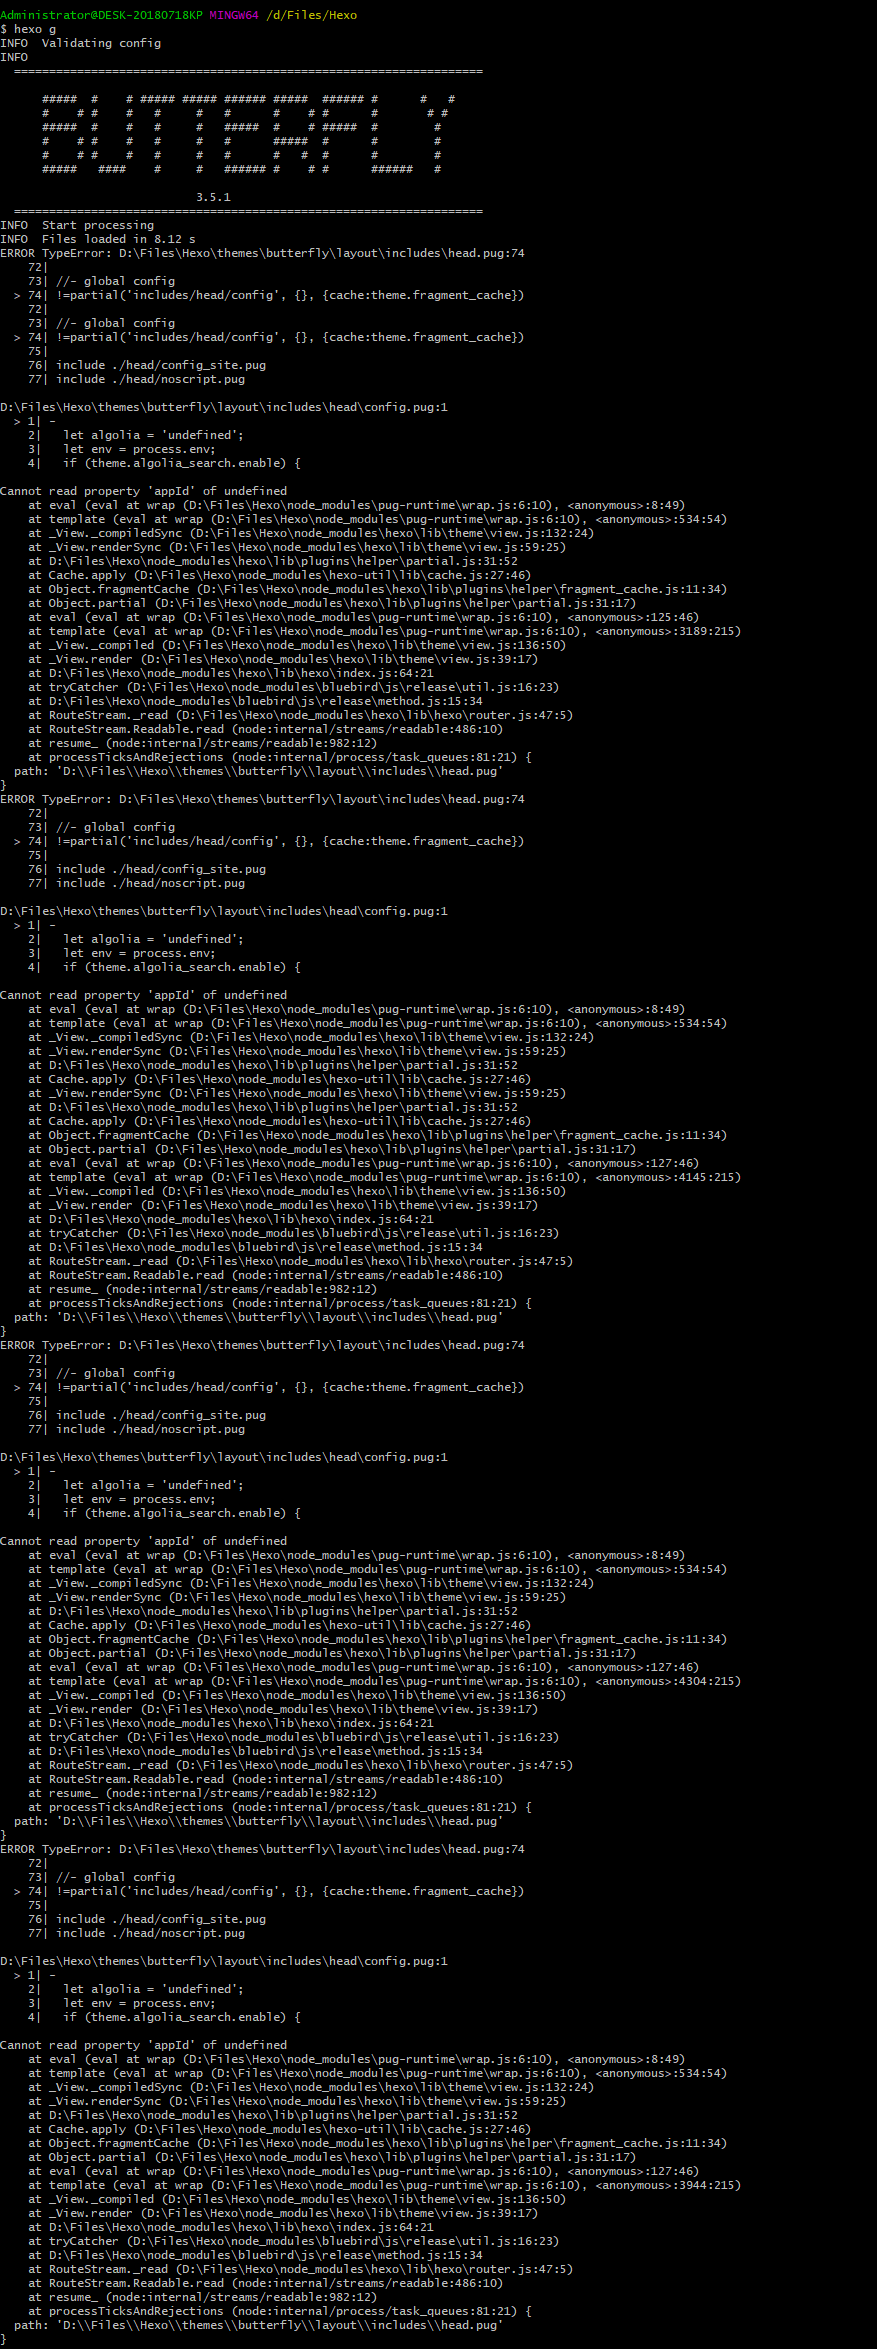 Administrator@DESK-20180718KP MINGW64 /d/Files/Hexo
$ hexo g
INFO  Validating config
INFO
  ===================================================================

      #####  #    # ##### ##### ###### #####  ###### #      #   #
      #    # #    #   #     #   #      #    # #      #       # #
      #####  #    #   #     #   #####  #    # #####  #        #
      #    # #    #   #     #   #      #####  #      #        #
      #    # #    #   #     #   #      #   #  #      #        #
      #####   ####    #     #   ###### #    # #      ######   #

                            3.5.1
  ===================================================================
INFO  Start processing
INFO  Files loaded in 8.12 s
ERROR TypeError: D:\Files\Hexo\themes\butterfly\layout\includes\head.pug:74
    72|
    73| //- global config
  > 74| !=partial('includes/head/config', {}, {cache:theme.fragment_cache})
    72|
    73| //- global config
  > 74| !=partial('includes/head/config', {}, {cache:theme.fragment_cache})
    75|
    76| include ./head/config_site.pug
    77| include ./head/noscript.pug

D:\Files\Hexo\themes\butterfly\layout\includes\head\config.pug:1
  > 1| -
    2|   let algolia = 'undefined';
    3|   let env = process.env;
    4|   if (theme.algolia_search.enable) {

Cannot read property 'appId' of undefined
    at eval (eval at wrap (D:\Files\Hexo\node_modules\pug-runtime\wrap.js:6:10), <anonymous>:8:49)
    at template (eval at wrap (D:\Files\Hexo\node_modules\pug-runtime\wrap.js:6:10), <anonymous>:534:54)
    at _View._compiledSync (D:\Files\Hexo\node_modules\hexo\lib\theme\view.js:132:24)
    at _View.renderSync (D:\Files\Hexo\node_modules\hexo\lib\theme\view.js:59:25)
    at D:\Files\Hexo\node_modules\hexo\lib\plugins\helper\partial.js:31:52
    at Cache.apply (D:\Files\Hexo\node_modules\hexo-util\lib\cache.js:27:46)
    at Object.fragmentCache (D:\Files\Hexo\node_modules\hexo\lib\plugins\helper\fragment_cache.js:11:34)
    at Object.partial (D:\Files\Hexo\node_modules\hexo\lib\plugins\helper\partial.js:31:17)
    at eval (eval at wrap (D:\Files\Hexo\node_modules\pug-runtime\wrap.js:6:10), <anonymous>:125:46)
    at template (eval at wrap (D:\Files\Hexo\node_modules\pug-runtime\wrap.js:6:10), <anonymous>:3189:215)
    at _View._compiled (D:\Files\Hexo\node_modules\hexo\lib\theme\view.js:136:50)
    at _View.render (D:\Files\Hexo\node_modules\hexo\lib\theme\view.js:39:17)
    at D:\Files\Hexo\node_modules\hexo\lib\hexo\index.js:64:21
    at tryCatcher (D:\Files\Hexo\node_modules\bluebird\js\release\util.js:16:23)
    at D:\Files\Hexo\node_modules\bluebird\js\release\method.js:15:34
    at RouteStream._read (D:\Files\Hexo\node_modules\hexo\lib\hexo\router.js:47:5)
    at RouteStream.Readable.read (node:internal/streams/readable:486:10)
    at resume_ (node:internal/streams/readable:982:12)
    at processTicksAndRejections (node:internal/process/task_queues:81:21) {
  path: 'D:\\Files\\Hexo\\themes\\butterfly\\layout\\includes\\head.pug'
}
ERROR TypeError: D:\Files\Hexo\themes\butterfly\layout\includes\head.pug:74
    72|
    73| //- global config
  > 74| !=partial('includes/head/config', {}, {cache:theme.fragment_cache})
    75|
    76| include ./head/config_site.pug
    77| include ./head/noscript.pug

D:\Files\Hexo\themes\butterfly\layout\includes\head\config.pug:1
  > 1| -
    2|   let algolia = 'undefined';
    3|   let env = process.env;
    4|   if (theme.algolia_search.enable) {

Cannot read property 'appId' of undefined
    at eval (eval at wrap (D:\Files\Hexo\node_modules\pug-runtime\wrap.js:6:10), <anonymous>:8:49)
    at template (eval at wrap (D:\Files\Hexo\node_modules\pug-runtime\wrap.js:6:10), <anonymous>:534:54)
    at _View._compiledSync (D:\Files\Hexo\node_modules\hexo\lib\theme\view.js:132:24)
    at _View.renderSync (D:\Files\Hexo\node_modules\hexo\lib\theme\view.js:59:25)
    at D:\Files\Hexo\node_modules\hexo\lib\plugins\helper\partial.js:31:52
    at Cache.apply (D:\Files\Hexo\node_modules\hexo-util\lib\cache.js:27:46)
    at _View.renderSync (D:\Files\Hexo\node_modules\hexo\lib\theme\view.js:59:25)
    at D:\Files\Hexo\node_modules\hexo\lib\plugins\helper\partial.js:31:52
    at Cache.apply (D:\Files\Hexo\node_modules\hexo-util\lib\cache.js:27:46)
    at Object.fragmentCache (D:\Files\Hexo\node_modules\hexo\lib\plugins\helper\fragment_cache.js:11:34)
    at Object.partial (D:\Files\Hexo\node_modules\hexo\lib\plugins\helper\partial.js:31:17)
    at eval (eval at wrap (D:\Files\Hexo\node_modules\pug-runtime\wrap.js:6:10), <anonymous>:127:46)
    at template (eval at wrap (D:\Files\Hexo\node_modules\pug-runtime\wrap.js:6:10), <anonymous>:4145:215)
    at _View._compiled (D:\Files\Hexo\node_modules\hexo\lib\theme\view.js:136:50)
    at _View.render (D:\Files\Hexo\node_modules\hexo\lib\theme\view.js:39:17)
    at D:\Files\Hexo\node_modules\hexo\lib\hexo\index.js:64:21
    at tryCatcher (D:\Files\Hexo\node_modules\bluebird\js\release\util.js:16:23)
    at D:\Files\Hexo\node_modules\bluebird\js\release\method.js:15:34
    at RouteStream._read (D:\Files\Hexo\node_modules\hexo\lib\hexo\router.js:47:5)
    at RouteStream.Readable.read (node:internal/streams/readable:486:10)
    at resume_ (node:internal/streams/readable:982:12)
    at processTicksAndRejections (node:internal/process/task_queues:81:21) {
  path: 'D:\\Files\\Hexo\\themes\\butterfly\\layout\\includes\\head.pug'
}
ERROR TypeError: D:\Files\Hexo\themes\butterfly\layout\includes\head.pug:74
    72|
    73| //- global config
  > 74| !=partial('includes/head/config', {}, {cache:theme.fragment_cache})
    75|
    76| include ./head/config_site.pug
    77| include ./head/noscript.pug

D:\Files\Hexo\themes\butterfly\layout\includes\head\config.pug:1
  > 1| -
    2|   let algolia = 'undefined';
    3|   let env = process.env;
    4|   if (theme.algolia_search.enable) {

Cannot read property 'appId' of undefined
    at eval (eval at wrap (D:\Files\Hexo\node_modules\pug-runtime\wrap.js:6:10), <anonymous>:8:49)
    at template (eval at wrap (D:\Files\Hexo\node_modules\pug-runtime\wrap.js:6:10), <anonymous>:534:54)
    at _View._compiledSync (D:\Files\Hexo\node_modules\hexo\lib\theme\view.js:132:24)
    at _View.renderSync (D:\Files\Hexo\node_modules\hexo\lib\theme\view.js:59:25)
    at D:\Files\Hexo\node_modules\hexo\lib\plugins\helper\partial.js:31:52
    at Cache.apply (D:\Files\Hexo\node_modules\hexo-util\lib\cache.js:27:46)
    at Object.fragmentCache (D:\Files\Hexo\node_modules\hexo\lib\plugins\helper\fragment_cache.js:11:34)
    at Object.partial (D:\Files\Hexo\node_modules\hexo\lib\plugins\helper\partial.js:31:17)
    at eval (eval at wrap (D:\Files\Hexo\node_modules\pug-runtime\wrap.js:6:10), <anonymous>:127:46)
    at template (eval at wrap (D:\Files\Hexo\node_modules\pug-runtime\wrap.js:6:10), <anonymous>:4304:215)
    at _View._compiled (D:\Files\Hexo\node_modules\hexo\lib\theme\view.js:136:50)
    at _View.render (D:\Files\Hexo\node_modules\hexo\lib\theme\view.js:39:17)
    at D:\Files\Hexo\node_modules\hexo\lib\hexo\index.js:64:21
    at tryCatcher (D:\Files\Hexo\node_modules\bluebird\js\release\util.js:16:23)
    at D:\Files\Hexo\node_modules\bluebird\js\release\method.js:15:34
    at RouteStream._read (D:\Files\Hexo\node_modules\hexo\lib\hexo\router.js:47:5)
    at RouteStream.Readable.read (node:internal/streams/readable:486:10)
    at resume_ (node:internal/streams/readable:982:12)
    at processTicksAndRejections (node:internal/process/task_queues:81:21) {
  path: 'D:\\Files\\Hexo\\themes\\butterfly\\layout\\includes\\head.pug'
}
ERROR TypeError: D:\Files\Hexo\themes\butterfly\layout\includes\head.pug:74
    72|
    73| //- global config
  > 74| !=partial('includes/head/config', {}, {cache:theme.fragment_cache})
    75|
    76| include ./head/config_site.pug
    77| include ./head/noscript.pug

D:\Files\Hexo\themes\butterfly\layout\includes\head\config.pug:1
  > 1| -
    2|   let algolia = 'undefined';
    3|   let env = process.env;
    4|   if (theme.algolia_search.enable) {

Cannot read property 'appId' of undefined
    at eval (eval at wrap (D:\Files\Hexo\node_modules\pug-runtime\wrap.js:6:10), <anonymous>:8:49)
    at template (eval at wrap (D:\Files\Hexo\node_modules\pug-runtime\wrap.js:6:10), <anonymous>:534:54)
    at _View._compiledSync (D:\Files\Hexo\node_modules\hexo\lib\theme\view.js:132:24)
    at _View.renderSync (D:\Files\Hexo\node_modules\hexo\lib\theme\view.js:59:25)
    at D:\Files\Hexo\node_modules\hexo\lib\plugins\helper\partial.js:31:52
    at Cache.apply (D:\Files\Hexo\node_modules\hexo-util\lib\cache.js:27:46)
    at Object.fragmentCache (D:\Files\Hexo\node_modules\hexo\lib\plugins\helper\fragment_cache.js:11:34)
    at Object.partial (D:\Files\Hexo\node_modules\hexo\lib\plugins\helper\partial.js:31:17)
    at eval (eval at wrap (D:\Files\Hexo\node_modules\pug-runtime\wrap.js:6:10), <anonymous>:127:46)
    at template (eval at wrap (D:\Files\Hexo\node_modules\pug-runtime\wrap.js:6:10), <anonymous>:3944:215)
    at _View._compiled (D:\Files\Hexo\node_modules\hexo\lib\theme\view.js:136:50)
    at _View.render (D:\Files\Hexo\node_modules\hexo\lib\theme\view.js:39:17)
    at D:\Files\Hexo\node_modules\hexo\lib\hexo\index.js:64:21
    at tryCatcher (D:\Files\Hexo\node_modules\bluebird\js\release\util.js:16:23)
    at D:\Files\Hexo\node_modules\bluebird\js\release\method.js:15:34
    at RouteStream._read (D:\Files\Hexo\node_modules\hexo\lib\hexo\router.js:47:5)
    at RouteStream.Readable.read (node:internal/streams/readable:486:10)
    at resume_ (node:internal/streams/readable:982:12)
    at processTicksAndRejections (node:internal/process/task_queues:81:21) {
  path: 'D:\\Files\\Hexo\\themes\\butterfly\\layout\\includes\\head.pug'
}